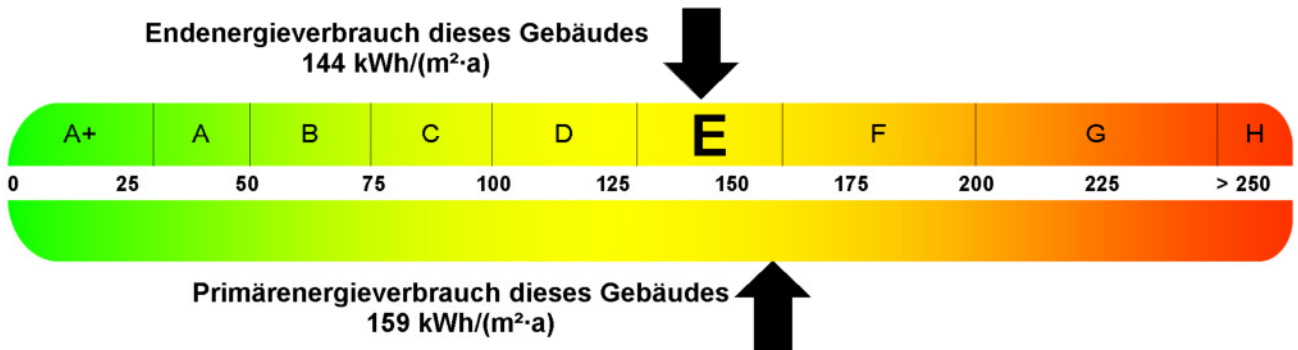 Endenergieverbrauch dieses Gebäudes
144 kWh/(m²·a)
A+ A B C D E F G H
0 25 50 75 100 125 150 175 200 225 > 250
Primärenergieverbrauch dieses Gebäudes
159 kWh/(m²·a)